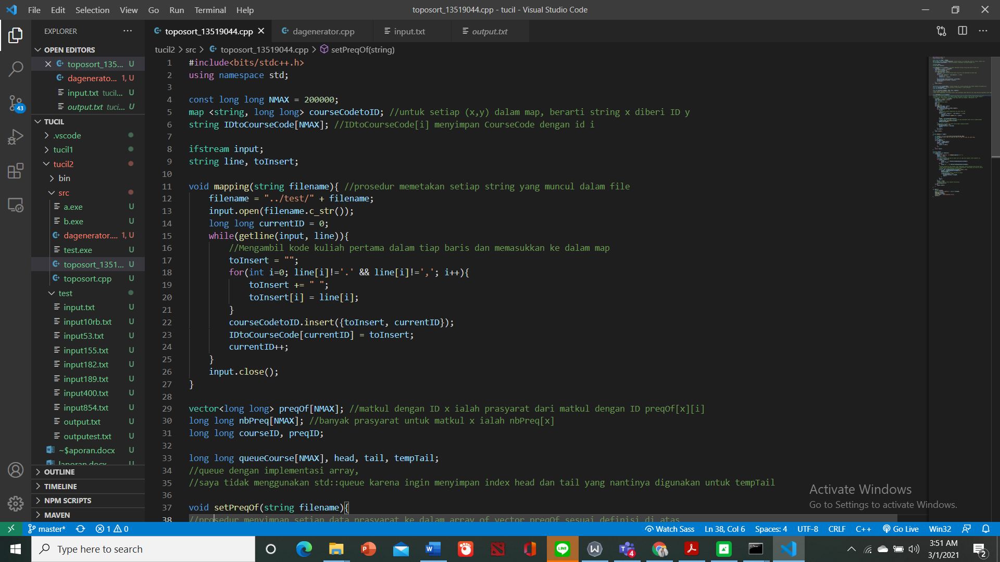 File Edit Selection View Go Run Terminal Help
toposort_13519044.cpp - tucil - Visual Studio Code
EXPLORER
OPEN EDITORS
toposort_135... U
dagenerato... 1, U
input.txt tucil... U
output.txt tuci... U
TUCIL
.vscode
tucil1
tucil2
bin
src
a.exe U
b.exe U
dagenerator.... 1, U
test.exe U
toposort_1351... U
toposort.cpp U
test
input.txt U
input10rb.txt U
input53.txt U
input155.txt U
input182.txt U
input189.txt U
input400.txt U
input854.txt U
output.txt U
outputest.txt U
~$aporan.docx U
laporan.docx U
OUTLINE
TIMELINE
NPM SCRIPTS
MAVEN
43
toposort_13519044.cpp dagenerator.cpp input.txt output.txt
tucil2 > src > toposort_13519044.cpp > setPreqOf(string)
1 #include<bits/stdc++.h>
2 using namespace std;
3
4 const long long NMAX = 200000;
5 map <string, long long> courseCodetoID; //untuk setiap (x,y) dalam map, berarti string x diberi ID y
6 string IDtoCourseCode[NMAX]; //IDtoCourseCode[i] menyimpan CourseCode dengan id i
7
8 ifstream input;
9 string line, toInsert;
10
11 void mapping(string filename){ //prosedur memetakan setiap string yang muncul dalam file
12 filename = "../test/" + filename;
13 input.open(filename.c_str());
14 long long currentID = 0;
15 while(getline(input, line)){
16 //Mengambil kode kuliah pertama dalam tiap baris dan memasukkan ke dalam map
17 toInsert = "";
18 for(int i=0; line[i]!='.' && line[i]!=','; i++){
19 toInsert += " ";
20 toInsert[i] = line[i];
21 }
22 courseCodetoID.insert({toInsert, currentID});
23 IDtoCourseCode[currentID] = toInsert;
24 currentID++;
25 }
26 input.close();
27 }
28
29 vector<long long> preqOf[NMAX]; //matkul dengan ID x ialah prasyarat dari matkul dengan ID preqOf[x][i]
30 long long nbPreq[NMAX]; //banyak prasyarat untuk matkul x ialah nbPreq[x]
31 long long courseID, preqID;
32
33 long long queueCourse[NMAX], head, tail, tempTail;
34 //queue dengan implementasi array,
35 //saya tidak menggunakan std::queue karena ingin menyimpan index head dan tail yang nantinya digunakan untuk tempTail
36
37 void setPreqOf(string filename){
38 //prosedur menyimpan setiap data prasyarat ke dalam array of vector preqOf sesuai definisi di atas
Activate Windows
Go to Settings to activate Windows.
master* 1 0 Watch Sass Ln 38, Col 6 Spaces: 4 UTF-8 CRLF C++ Go Live Win32
Type here to search
LINE
4
3:51 AM
3/1/2021
2